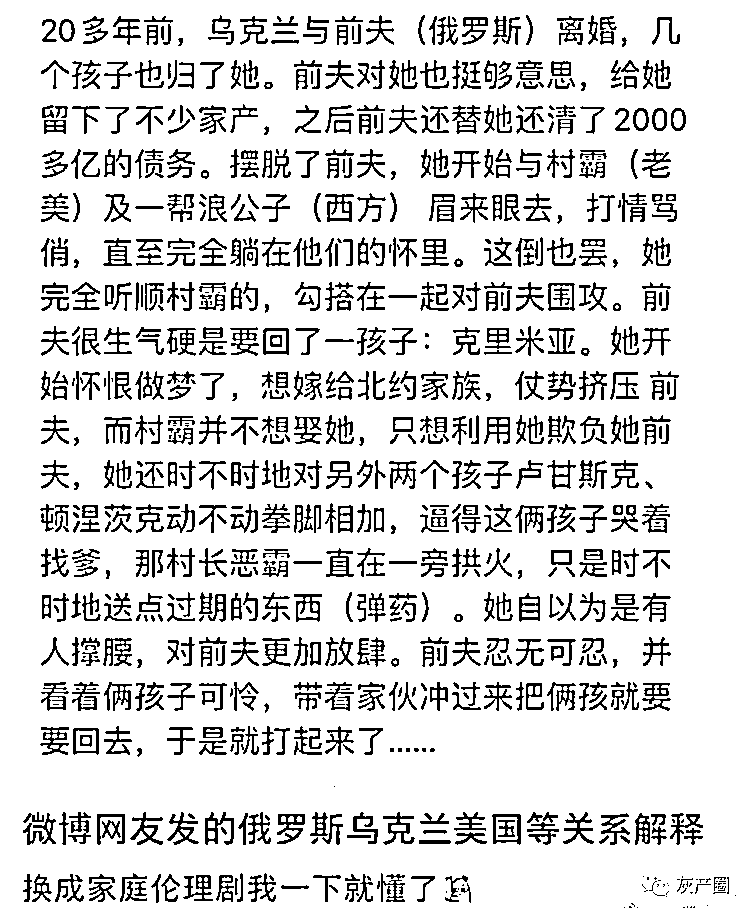 20多年前，乌克兰与前夫（俄罗斯）离婚，几
个孩子也归了她。前夫对她也挺够意思，给她
留下了不少家产，之后前夫还替她还清了2000
多亿的债务。摆脱了前夫，她开始与村霸（老
美）及一帮浪公子（西方） 眉来眼去，打情骂
俏，直至完全躺在他们的怀里。这倒也罢，她
完全听顺村霸的，勾搭在一起对前夫围攻。前
夫很生气硬是要回了一孩子：克里米亚。她开
始怀恨做梦了，想嫁给北约家族，仗势挤压 前
夫，而村霸并不想娶她，只想利用她欺负她前
夫，她还时不时地对另外两个孩子卢甘斯克、
顿涅茨克动不动拳脚相加，逼得这俩孩子哭着
找爹，那村长恶霸一直在一旁拱火，只是时不
时地送点过期的东西（弹药）。她自以为是有
人撑腰，对前夫更加放肆。前夫忍无可忍，并
看着俩孩子可怜，带着家伙冲过来把俩孩就要
要回去，于是就打起来了......
微博网友发的俄罗斯乌克兰美国等关系解释
换成家庭伦理剧我一下就懂了
灰产圈